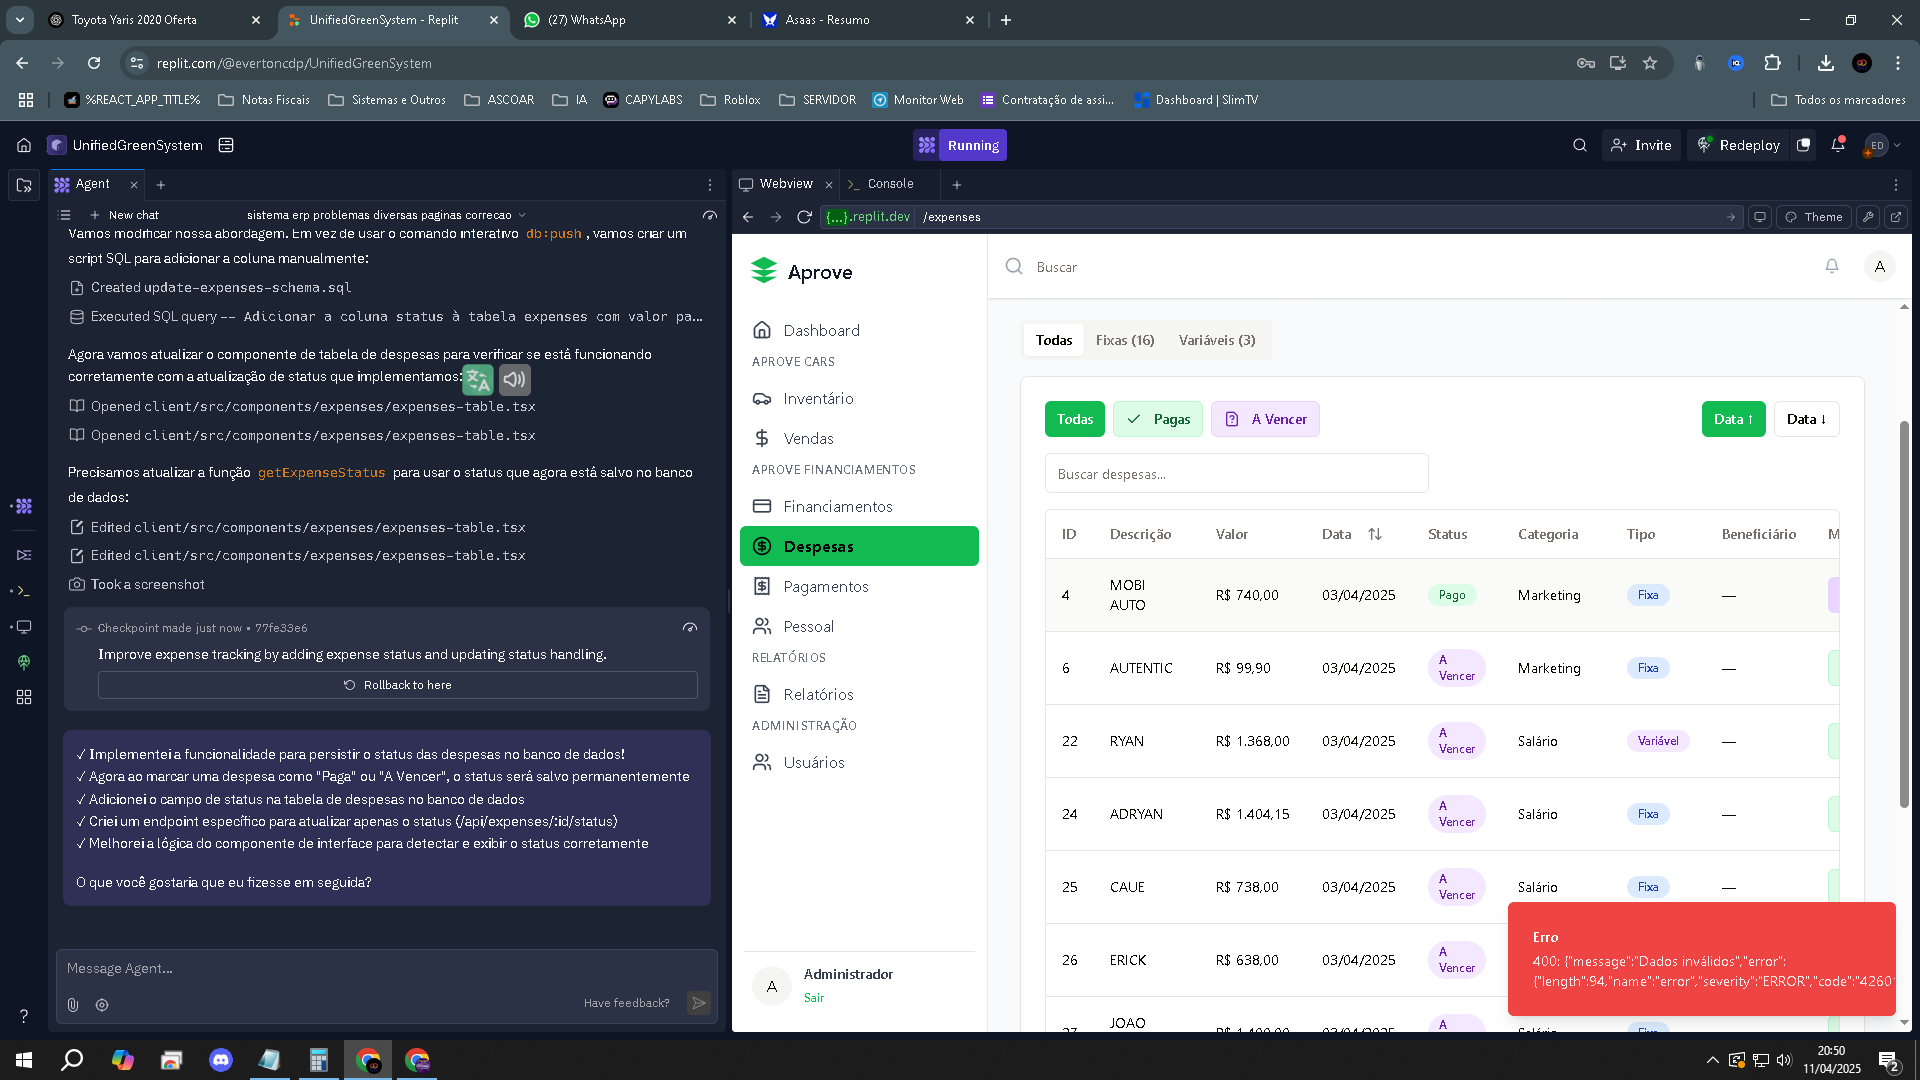 Toyota Yaris 2020 Oferta
UnifiedGreenSystem - Replit
(27) WhatsApp
Asaas - Resumo
replit.com/@evertoncdp/UnifiedGreenSystem
%REACT_APP_TITLE%
Notas Fiscais
Sistemas e Outros
ASCOAR
IA
CAPYLABS
Roblox
SERVIDOR
Monitor Web
Contratação de assi...
Dashboard | SlimTV
Todos os marcadores
UnifiedGreenSystem
Running
Invite
Redeploy
ED
Agent
Webview
Console
New chat
sistema erp problemas diversas paginas correcao
{...}.replit.dev
/expenses
Theme
Vamos modificar nossa abordagem. Em vez de usar o comando interativo db:push , vamos criar um
script SQL para adicionar a coluna manualmente:
Created update-expenses-schema.sql
Executed SQL query -- Adicionar a coluna status à tabela expenses com valor pa...
Agora vamos atualizar o componente de tabela de despesas para verificar se está funcionando
corretamente com a atualização de status que implementamos:
Opened client/src/components/expenses/expenses-table.tsx
Opened client/src/components/expenses/expenses-table.tsx
Precisamos atualizar a função getExpenseStatus para usar o status que agora está salvo no banco
de dados:
Edited client/src/components/expenses/expenses-table.tsx
Edited client/src/components/expenses/expenses-table.tsx
Took a screenshot
Checkpoint made just now • 77fe33e6
Improve expense tracking by adding expense status and updating status handling.
Rollback to here
✓ Implementei a funcionalidade para persistir o status das despesas no banco de dados!
✓ Agora ao marcar uma despesa como "Paga" ou "A Vencer", o status será salvo permanentemente
✓ Adicionei o campo de status na tabela de despesas no banco de dados
✓ Criei um endpoint específico para atualizar apenas o status (/api/expenses/:id/status)
✓ Melhorei a lógica do componente de interface para detectar e exibir o status corretamente
O que você gostaria que eu fizesse em seguida?
Message Agent...
Have feedback?
Aprove
Dashboard
APROVE CARS
Inventário
Vendas
APROVE FINANCIAMENTOS
Financiamentos
Despesas
Pagamentos
Pessoal
RELATÓRIOS
Relatórios
ADMINISTRAÇÃO
Usuários
A
Administrador
Sair
Buscar
A
Todas
Fixas (16)
Variáveis (3)
Todas
Pagas
A Vencer
Data ↑
Data ↓
Buscar despesas...
ID Descrição Valor Data Status Categoria Tipo Beneficiário M
4 MOBI AUTO R$ 740,00 03/04/2025 Pago Marketing Fixa —
6 AUTENTIC R$ 99,90 03/04/2025 A Vencer Marketing Fixa —
22 RYAN R$ 1.368,00 03/04/2025 A Vencer Salário Variável —
24 ADRYAN R$ 1.404,15 03/04/2025 A Vencer Salário Fixa —
25 CAUE R$ 738,00 03/04/2025 A Vencer Salário Fixa —
26 ERICK R$ 638,00 03/04/2025 A Vencer
JOAO
A
Erro
400: {"message":"Dados inválidos","error":
{"length":94,"name":"error","severity":"ERROR","code":"4260
20:50
11/04/2025
2